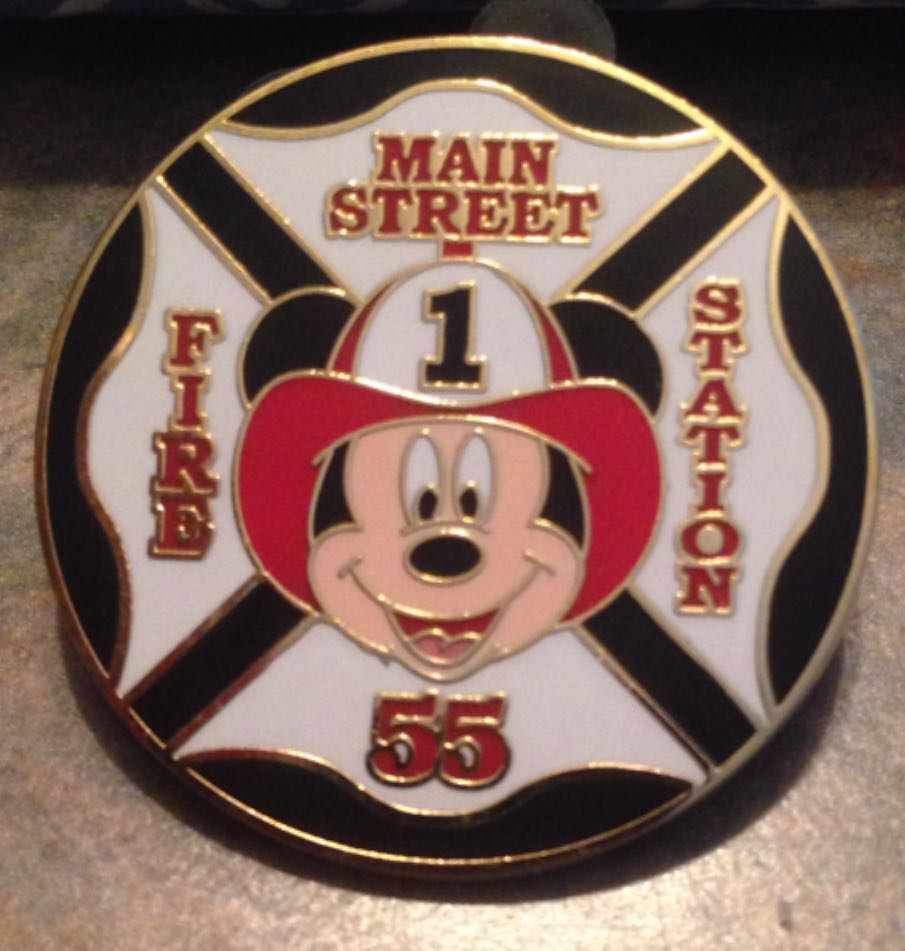 MAIN
STREET
1
FIRE
STATION
55